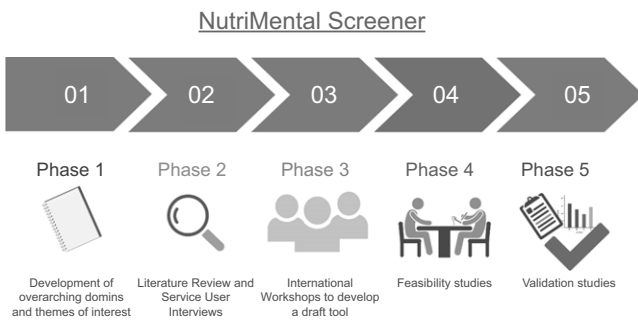 NutriMental Screener
01 02 03 04 05
Phase 1 Phase 2 Phase 3 Phase 4 Phase 5
Development of
overarching domins
and themes of interest
Literature Review and
Service User
Interviews
International
Workshops to develop
a draft tool
Feasibility studies
Validation studies